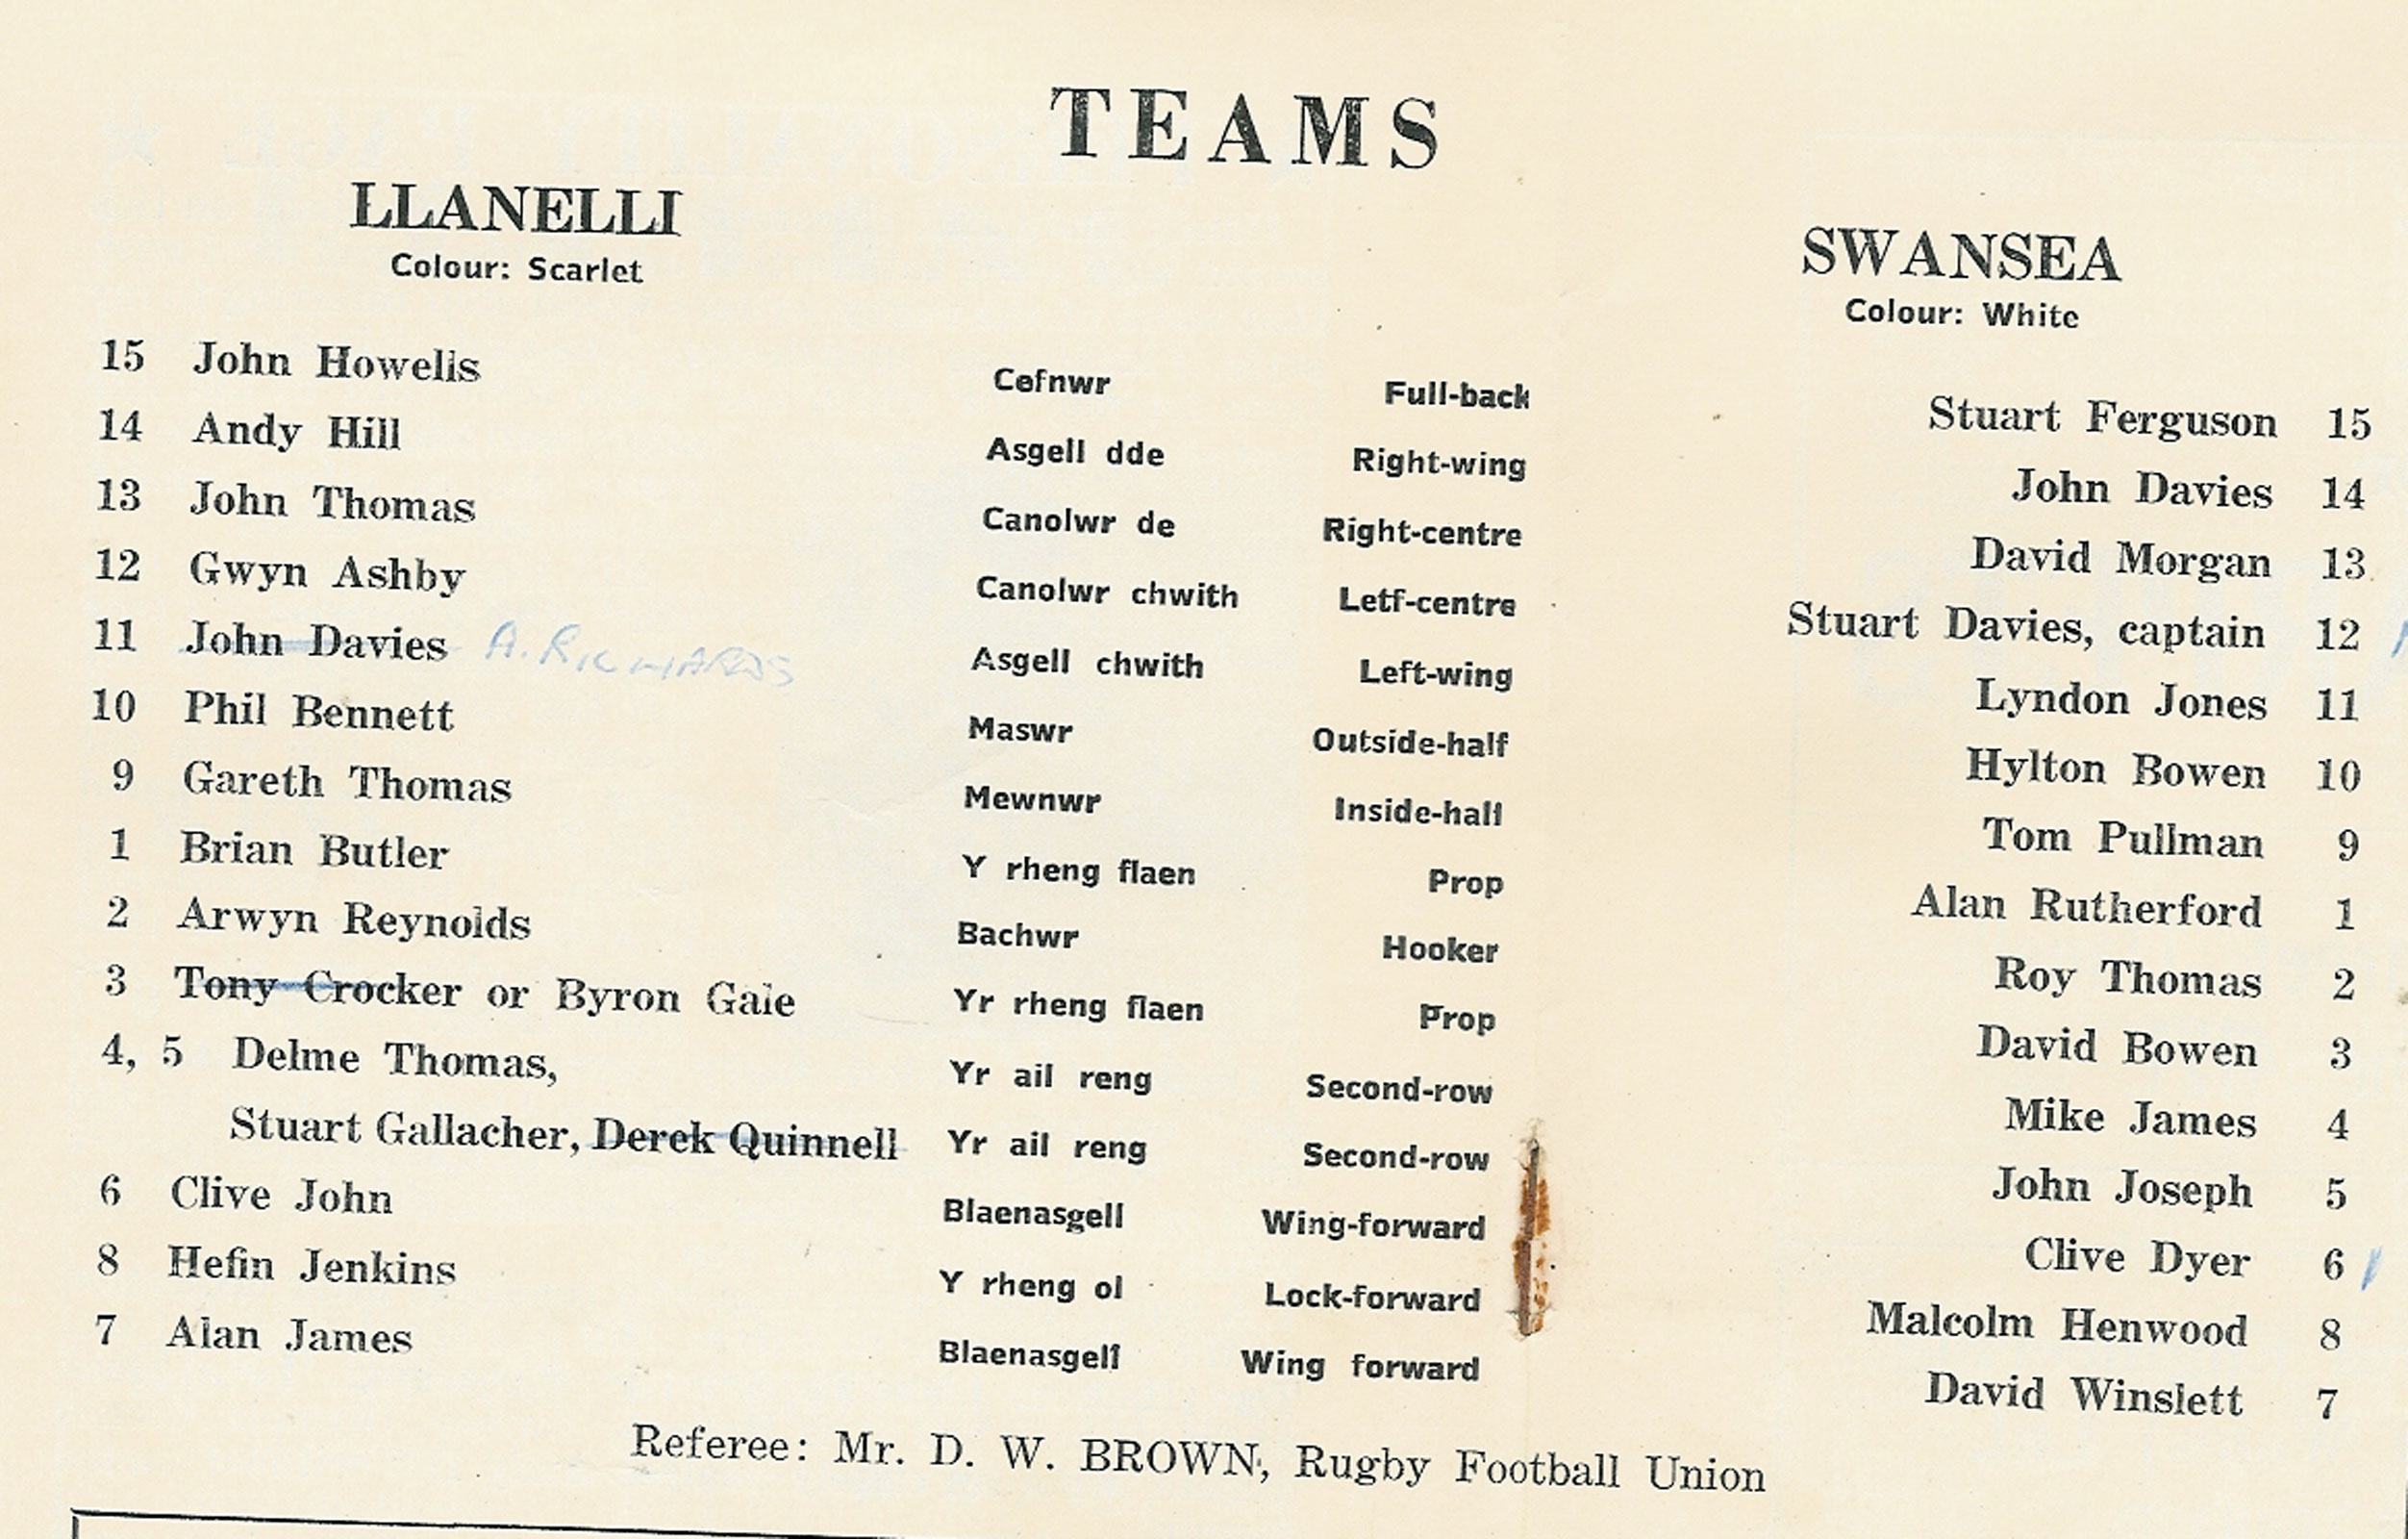 TEAMS
LLANELLI
Colour: Scarlet
SWANSEA
Colour: White
15 John Howells Cefnwr Full-back Stuart Ferguson 15
14 Andy Hill Asgell dde Right-wing John Davies 14
13 John Thomas Canolwr de Right-centre David Morgan 13
12 Gwyn Ashby Canolwr chwith Letf-centre Stuart Davies, captain 12
11 John Davies A. RICHARDS Asgell chwith Left-wing Lyndon Jones 11
10 Phil Bennett Maswr Outside-half Hylton Bowen 10
9 Gareth Thomas Mewnwr Inside-half Tom Pullman 9
1 Brian Butler Y rheng flaen Prop Alan Rutherford 1
2 Arwyn Reynolds Bachwr Hooker Roy Thomas 2
3 Tony Crocker or Byron Gale Yr rheng flaen Prop David Bowen 3
4, 5 Delme Thomas, Yr ail reng Second-row Mike James 4
Stuart Gallacher, Derek Quinnell Yr ail reng Second-row John Joseph 5
6 Clive John Blaenasgell Wing-forward Clive Dyer 6
8 Hefin Jenkins Y rheng ol Lock-forward Malcolm Henwood 8
7 Alan James Blaenasgell Wing forward David Winslett 7
Referee: Mr. D. W. BROWN, Rugby Football Union